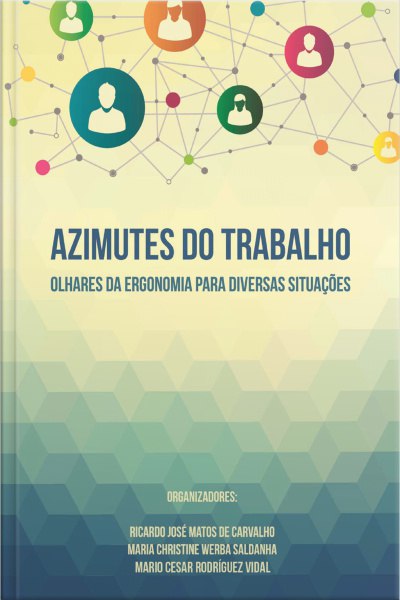 AZIMUTES DO TRABALHO
OLHARES DA ERGONOMIA PARA DIVERSAS SITUAÇÕES
ORGANIZADORES:
RICARDO JOSÉ MATOS DE CARVALHO
MARIA CHRISTINE WERBA SALDANHA
MARIO CESAR RODRÍGUEZ VIDAL